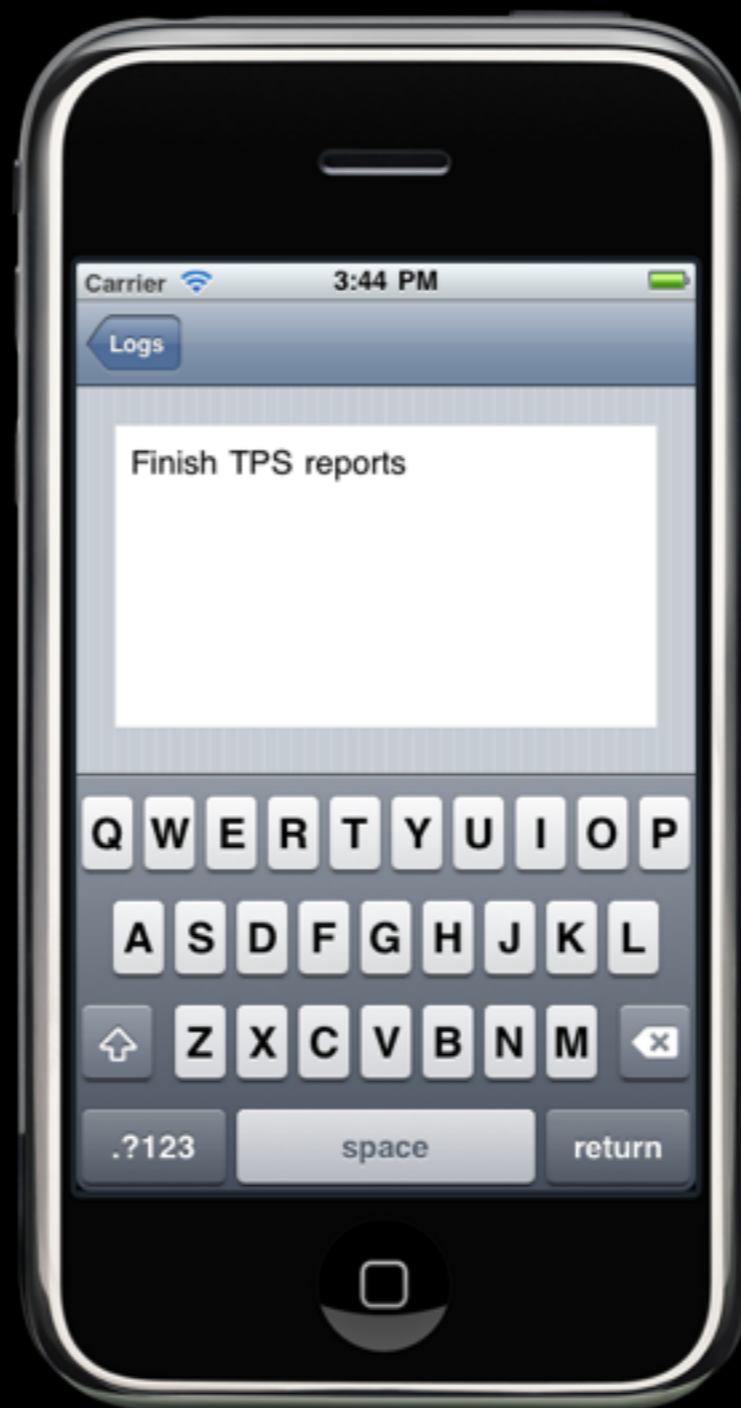 Carrier 3:44 PM
Logs
Finish TPS reports
Q W E R T Y U I O P
A S D F G H J K L
Z X C V B N M
.?123 space return